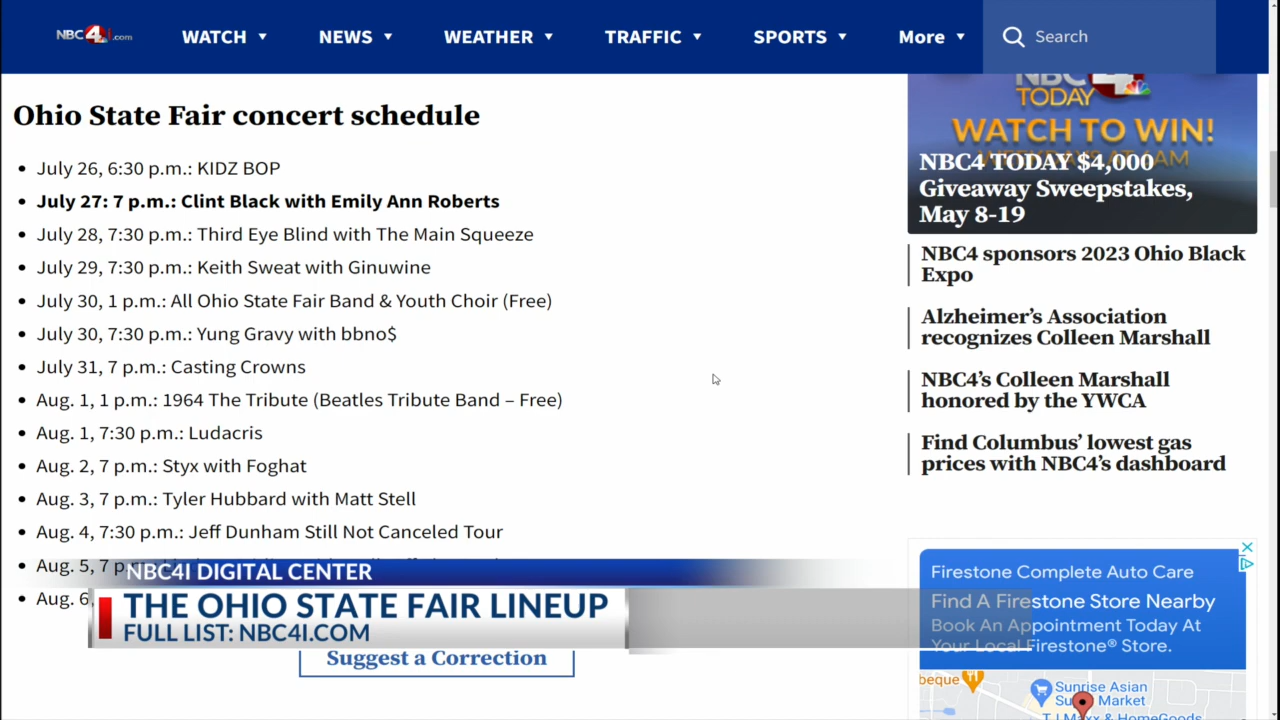 NBC4i.com
WATCH
NEWS
WEATHER
TRAFFIC
SPORTS
More
Search
Ohio State Fair concert schedule
July 26, 6:30 p.m.: KIDZ BOP
July 27: 7 p.m.: Clint Black with Emily Ann Roberts
July 28, 7:30 p.m.: Third Eye Blind with The Main Squeeze
July 29, 7:30 p.m.: Keith Sweat with Ginuwine
July 30, 1 p.m.: All Ohio State Fair Band & Youth Choir (Free)
July 30, 7:30 p.m.: Yung Gravy with bbno$
July 31, 7 p.m.: Casting Crowns
Aug. 1, 1 p.m.: 1964 The Tribute (Beatles Tribute Band – Free)
Aug. 1, 7:30 p.m.: Ludacris
Aug. 2, 7 p.m.: Styx with Foghat
Aug. 3, 7 p.m.: Tyler Hubbard with Matt Stell
Aug. 4, 7:30 p.m.: Jeff Dunham Still Not Canceled Tour
Aug. 5, 7 p
Aug. 6,
NBC4I DIGITAL CENTER
THE OHIO STATE FAIR LINEUP
FULL LIST: NBC4I.COM
Suggest a Correction
NBC4
TODAY
WATCH TO WIN!
NBC4 TODAY $4,000
Giveaway Sweepstakes,
May 8-19
NBC4 sponsors 2023 Ohio Black
Expo
Alzheimer’s Association
recognizes Colleen Marshall
NBC4’s Colleen Marshall
honored by the YWCA
Find Columbus’ lowest gas
prices with NBC4’s dashboard
Firestone Complete Auto Care
Find A Firestone Store Nearby
Book An Appointment Today At
Your Local Firestone® Store.
beque
Sunrise Asian
Super Market
T.J.Maxx & HomeGoods